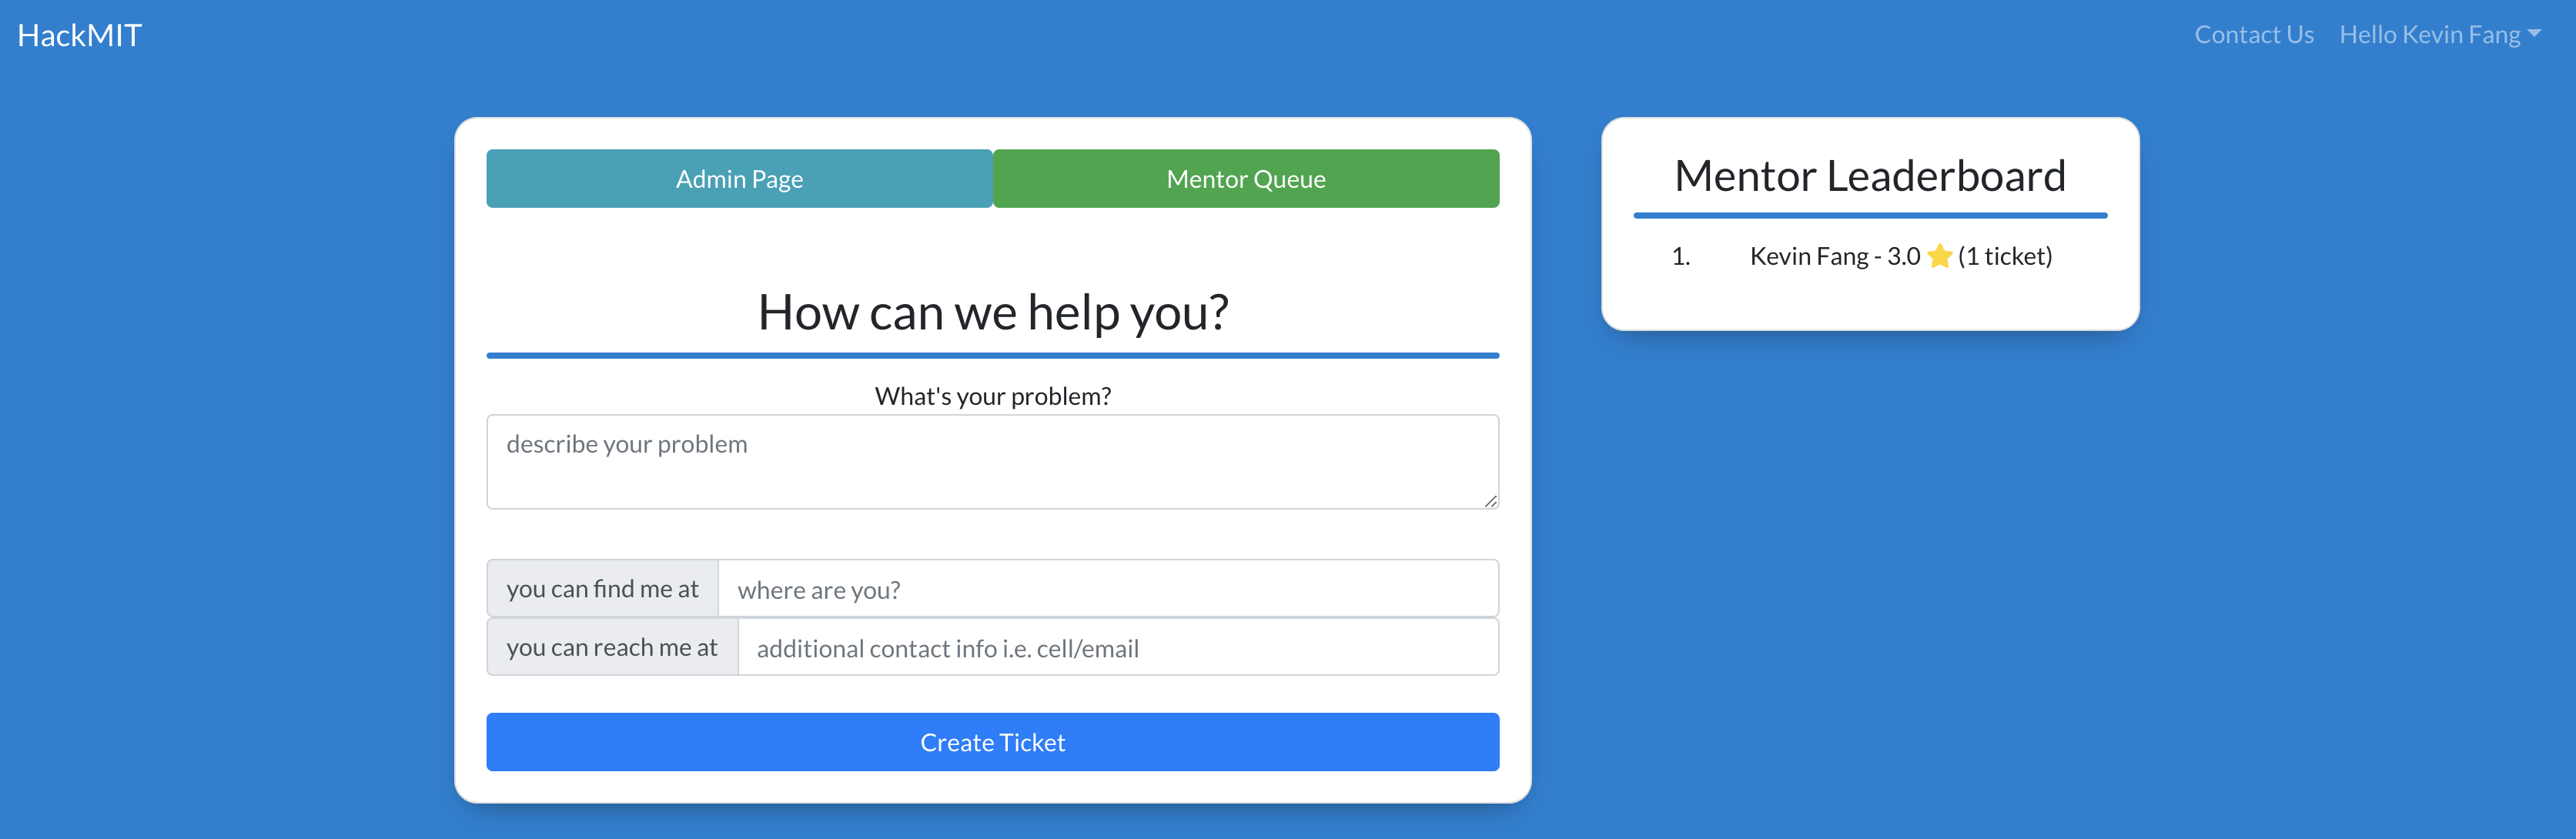 HackMIT
Contact Us
Hello Kevin Fang
Admin Page
Mentor Queue
How can we help you?
What's your problem?
describe your problem
you can find me at
where are you?
you can reach me at
additional contact info i.e. cell/email
Create Ticket
Mentor Leaderboard
1. Kevin Fang - 3.0 ⭐ (1 ticket)